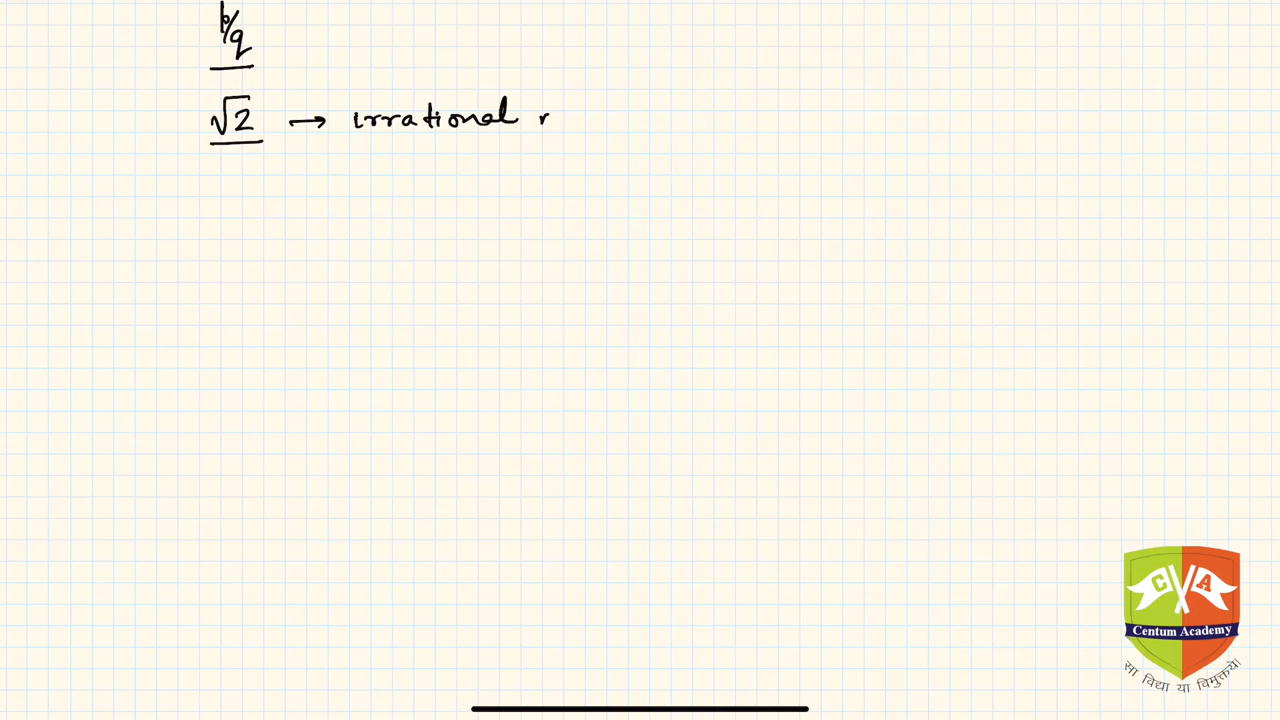 p/q
√2 → irrational
C A
Centum Academy
सा विद्या या विमुक्तये